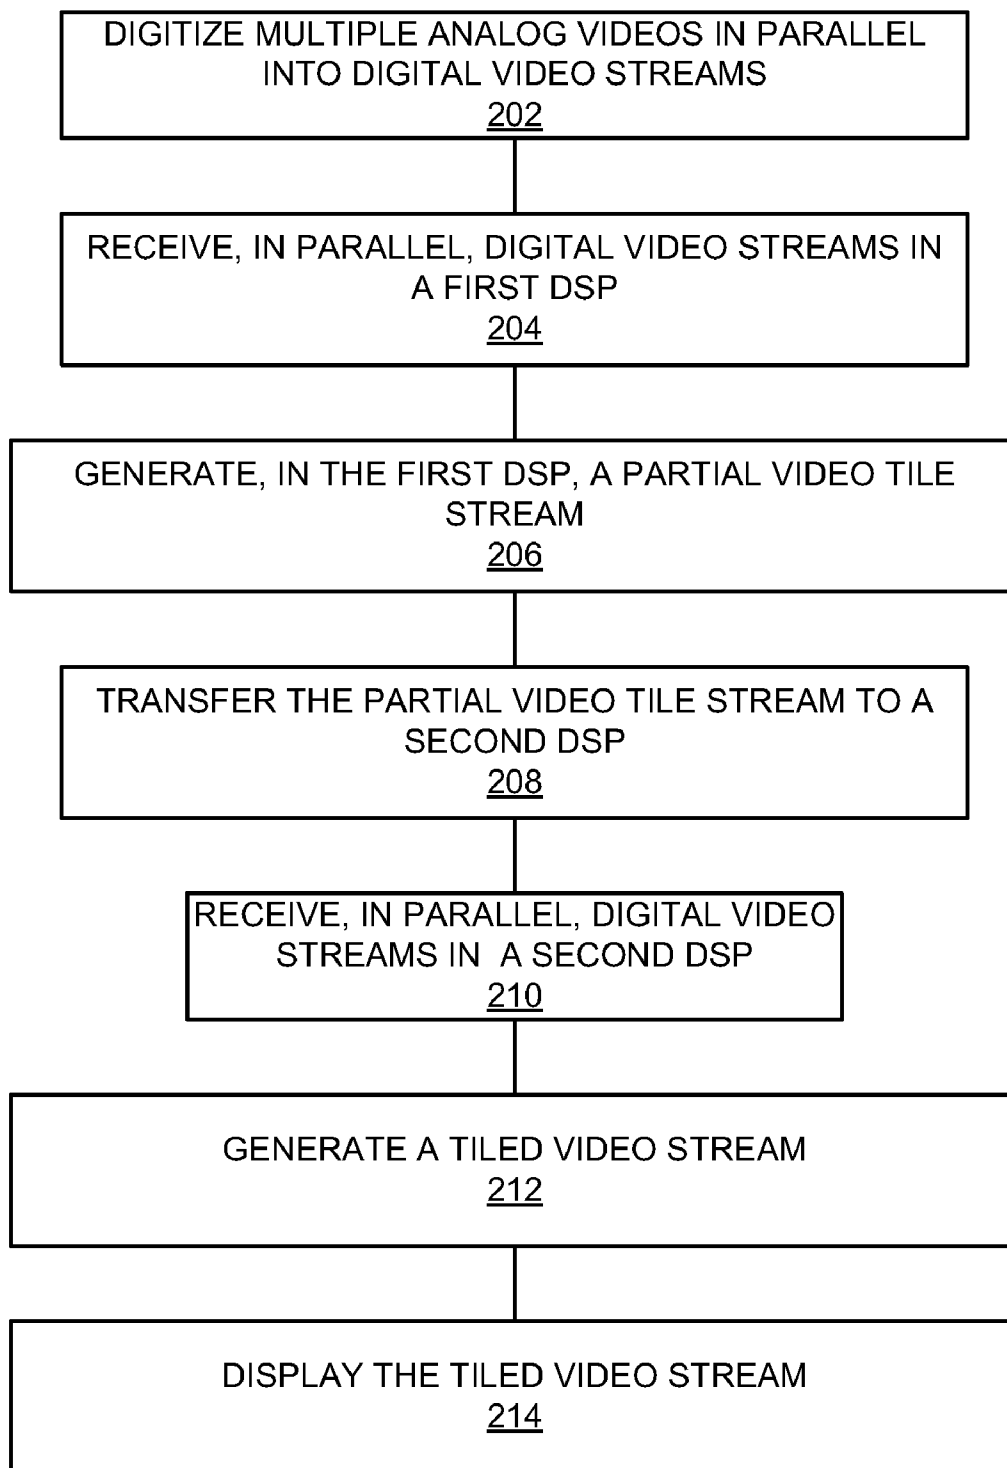 DIGITIZE MULTIPLE ANALOG VIDEOS IN PARALLEL
INTO DIGITAL VIDEO STREAMS
202
RECEIVE, IN PARALLEL, DIGITAL VIDEO STREAMS IN
A FIRST DSP
204
GENERATE, IN THE FIRST DSP, A PARTIAL VIDEO TILE
STREAM
206
TRANSFER THE PARTIAL VIDEO TILE STREAM TO A
SECOND DSP
208
RECEIVE, IN PARALLEL, DIGITAL VIDEO
STREAMS IN A SECOND DSP
210
GENERATE A TILED VIDEO STREAM
212
DISPLAY THE TILED VIDEO STREAM
214